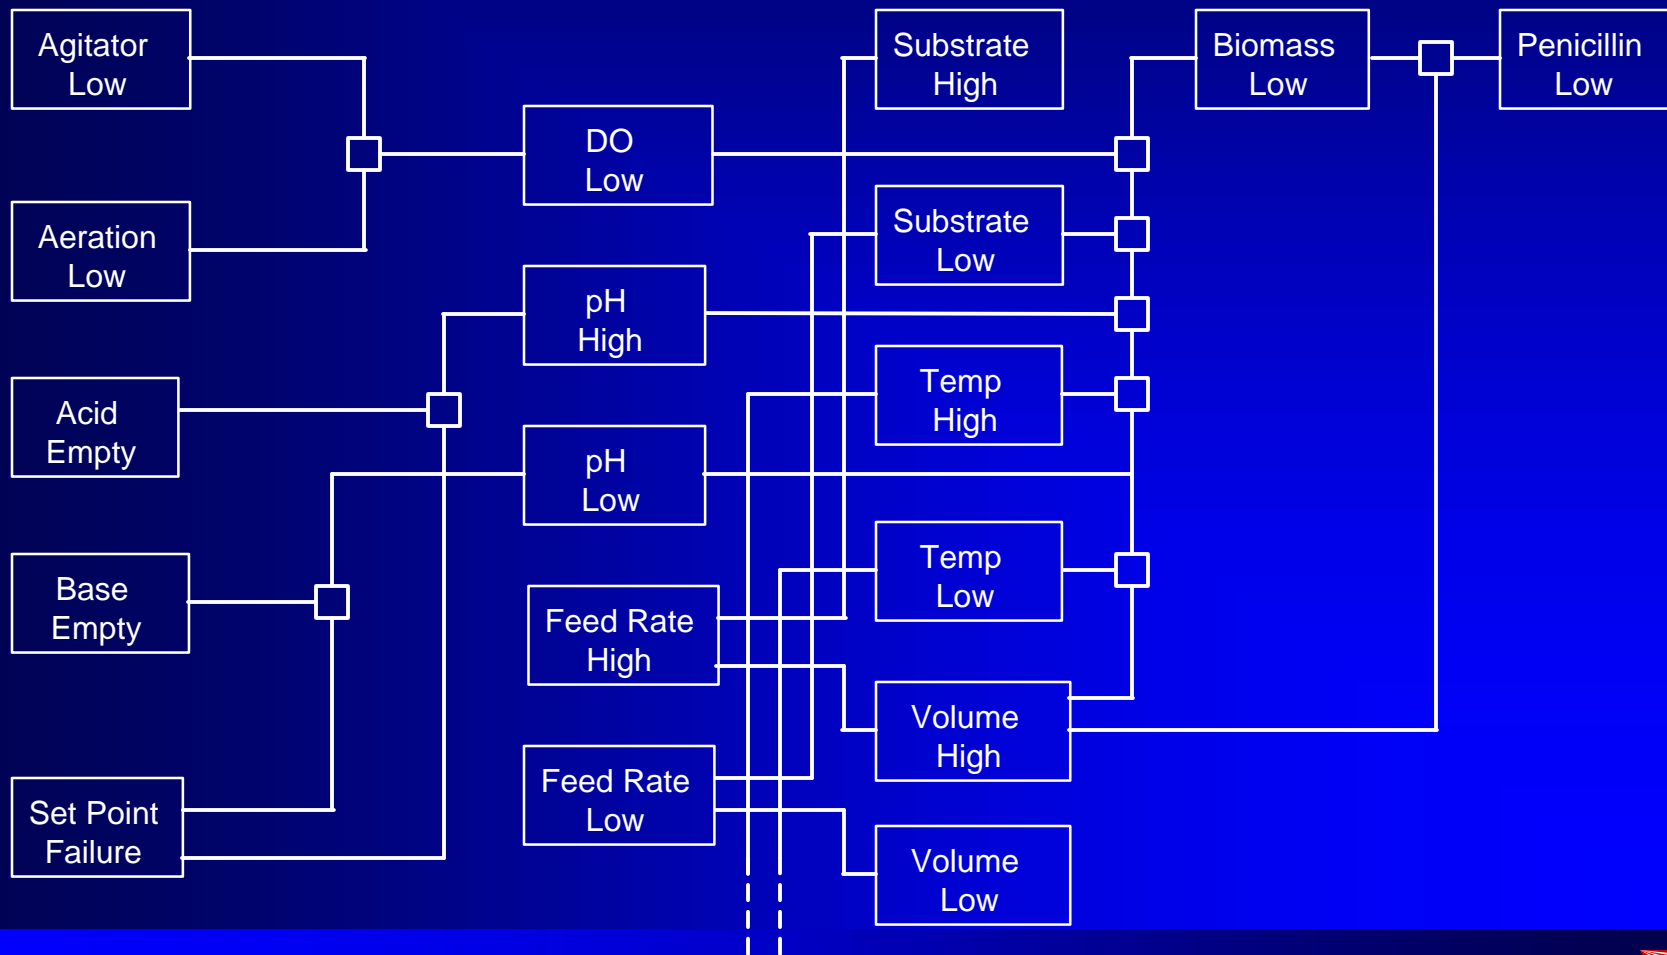 Agitator
Low
Aeration
Low
Acid
Empty
Base
Empty
Set Point
Failure
DO
Low
pH
High
pH
Low
Feed Rate
High
Feed Rate
Low
Substrate
High
Substrate
Low
Temp
High
Temp
Low
Volume
High
Volume
Low
Biomass
Low
Penicillin
Low